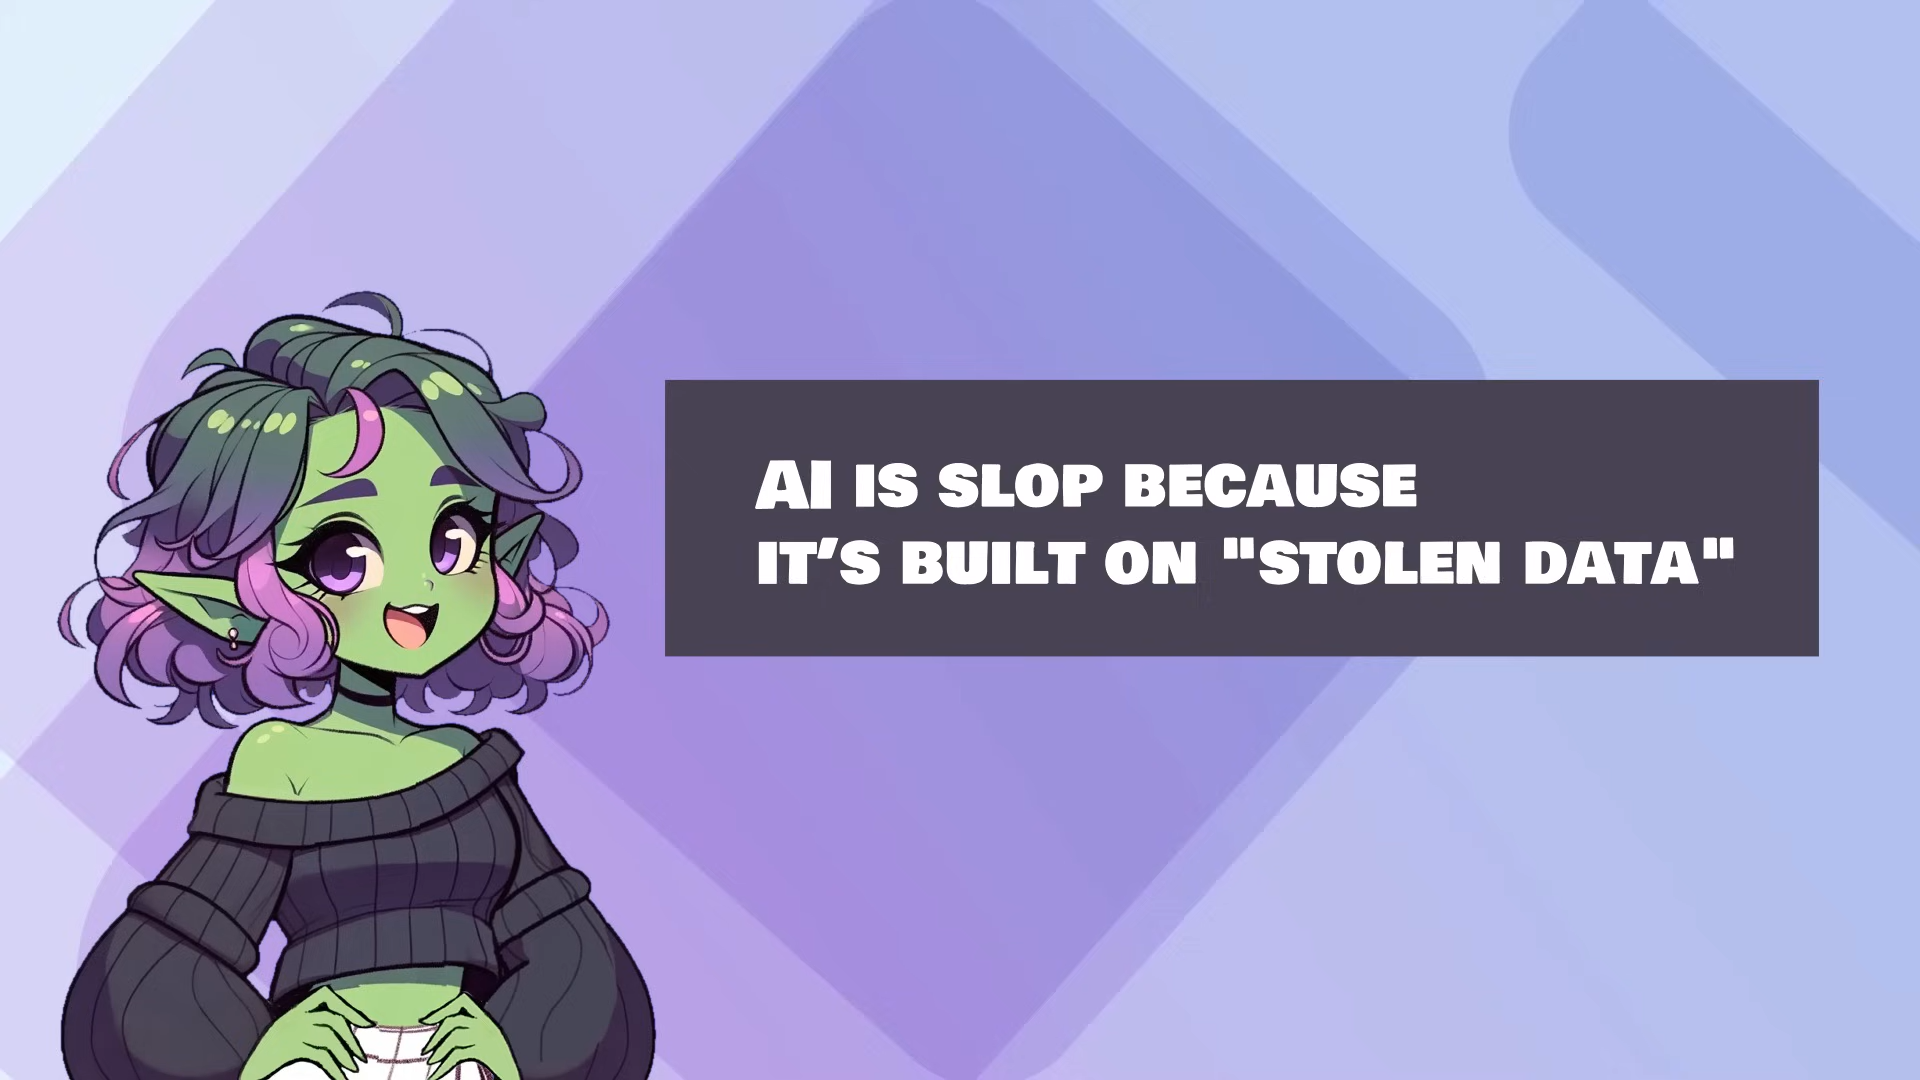 AI IS SLOP BECAUSE
IT’S BUILT ON "STOLEN DATA"